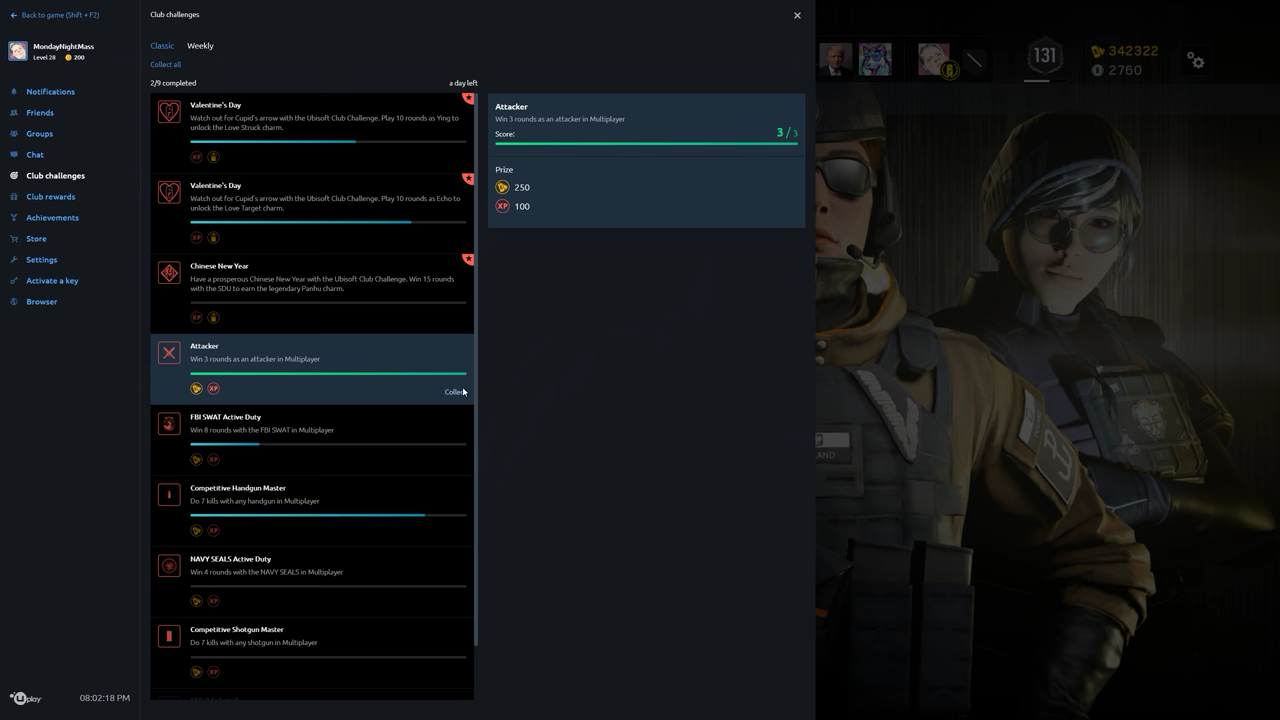 Back to game (Shift + F2)
MondayNightMass
Level 28 200
Notifications
Friends
Groups
Chat
Club challenges
Club rewards
Achievements
Store
Settings
Activate a key
Browser
uplay
08:02:18 PM
Club challenges
Classic Weekly
Collect all
2/9 completed a day left
Valentine's Day
Watch out for Cupid's arrow with the Ubisoft Club Challenge. Play 10 rounds as Ying to
unlock the Love Struck charm.
XP
Valentine's Day
Watch out for Cupid's arrow with the Ubisoft Club Challenge. Play 10 rounds as Echo to
unlock the Love Target charm.
XP
Chinese New Year
Have a prosperous Chinese New Year with the Ubisoft Club Challenge. Win 15 rounds
with the SDU to earn the legendary Panhu charm.
XP
Attacker
Win 3 rounds as an attacker in Multiplayer
XP
FBI SWAT Active Duty
Win 8 rounds with the FBI SWAT in Multiplayer
XP
Competitive Handgun Master
Do 7 kills with any handgun in Multiplayer
XP
NAVY SEALS Active Duty
Win 4 rounds with the NAVY SEALS in Multiplayer
XP
Competitive Shotgun Master
Do 7 kills with any shotgun in Multiplayer
XP
Attacker
Win 3 rounds as an attacker in Multiplayer
Score: 3 / 3
Prize
250
XP 100
131
342322
2760